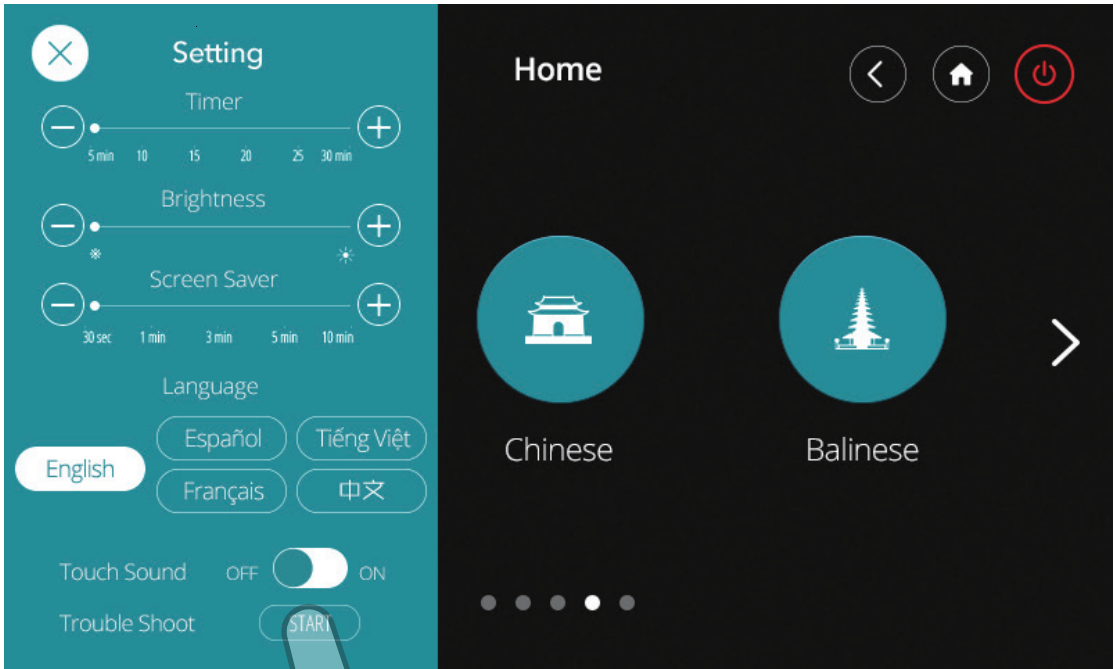 Setting
Timer
5 min 10 15 20 25 30 min
Brightness
Screen Saver
30 sec 1 min 3 min 5 min 10 min
Language
English
Español
Tiếng Việt
Français
中文
Touch Sound OFF ON
Trouble Shoot START
Home
Chinese
Balinese